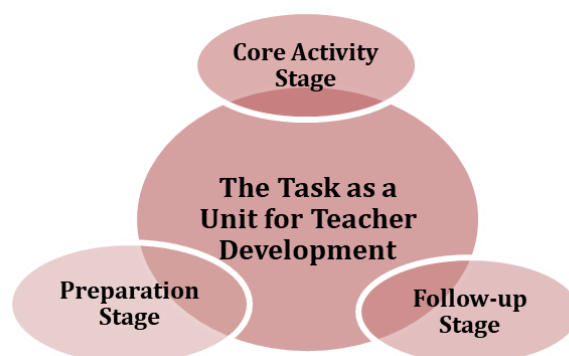 Core Activity
Stage
The Task as a
Unit for Teacher
Development
Preparation
Stage
Follow-up
Stage